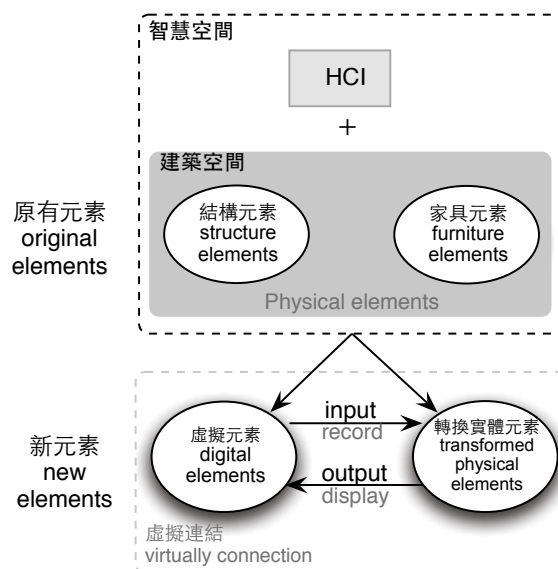 智慧空間
HCI
+
建築空間
原有元素
original
elements
結構元素
structure
elements
家具元素
furniture
elements
Physical elements
新元素
new
elements
虛擬元素
digital
elements
input
record
output
display
轉換實體元素
transformed
physical
elements
虛擬連結
virtually connection